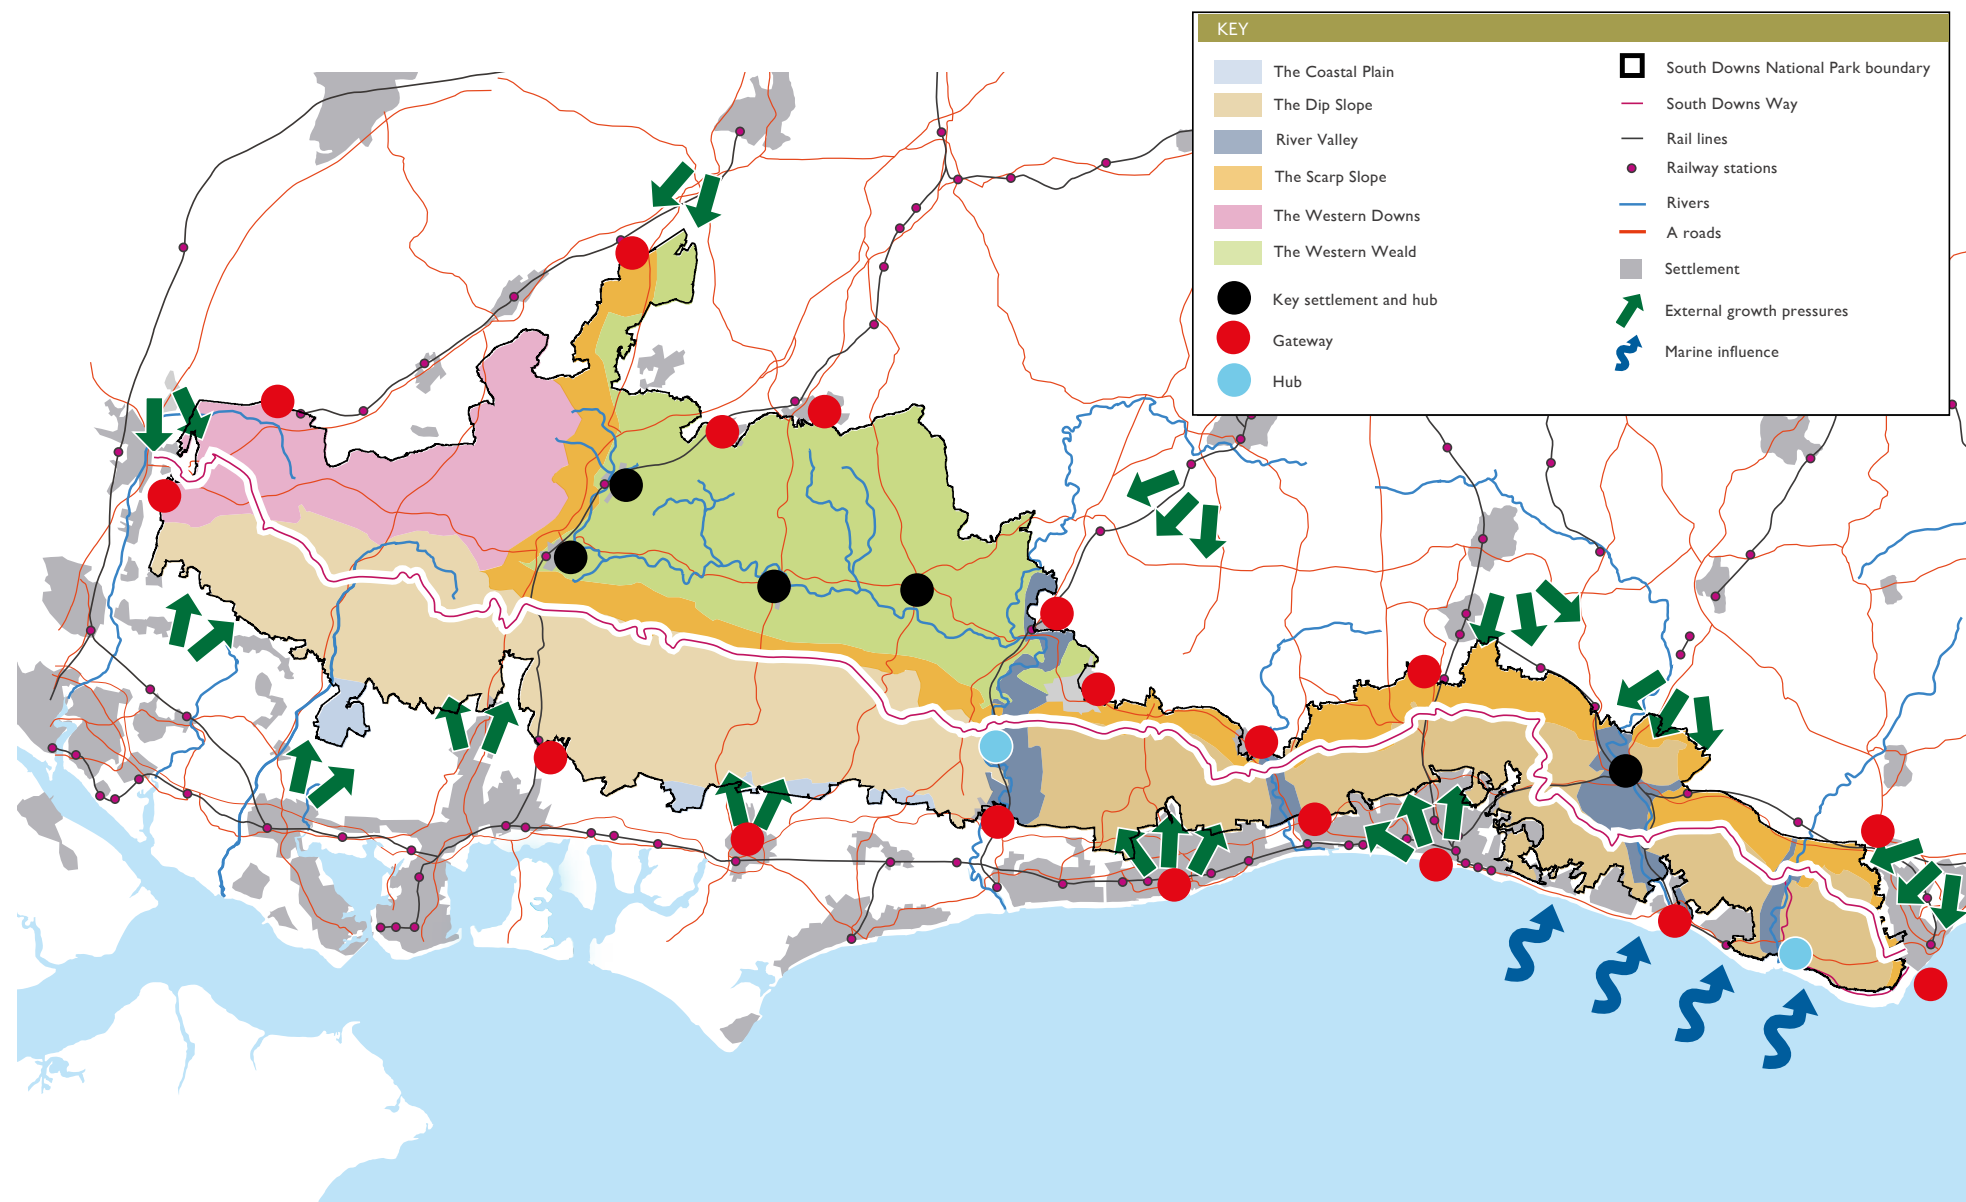 KEY
The Coastal Plain
The Dip Slope
River Valley
The Scarp Slope
The Western Downs
The Western Weald
Key settlement and hub
Gateway
Hub
South Downs National Park boundary
South Downs Way
Rail lines
Railway stations
Rivers
A roads
Settlement
External growth pressures
Marine influence